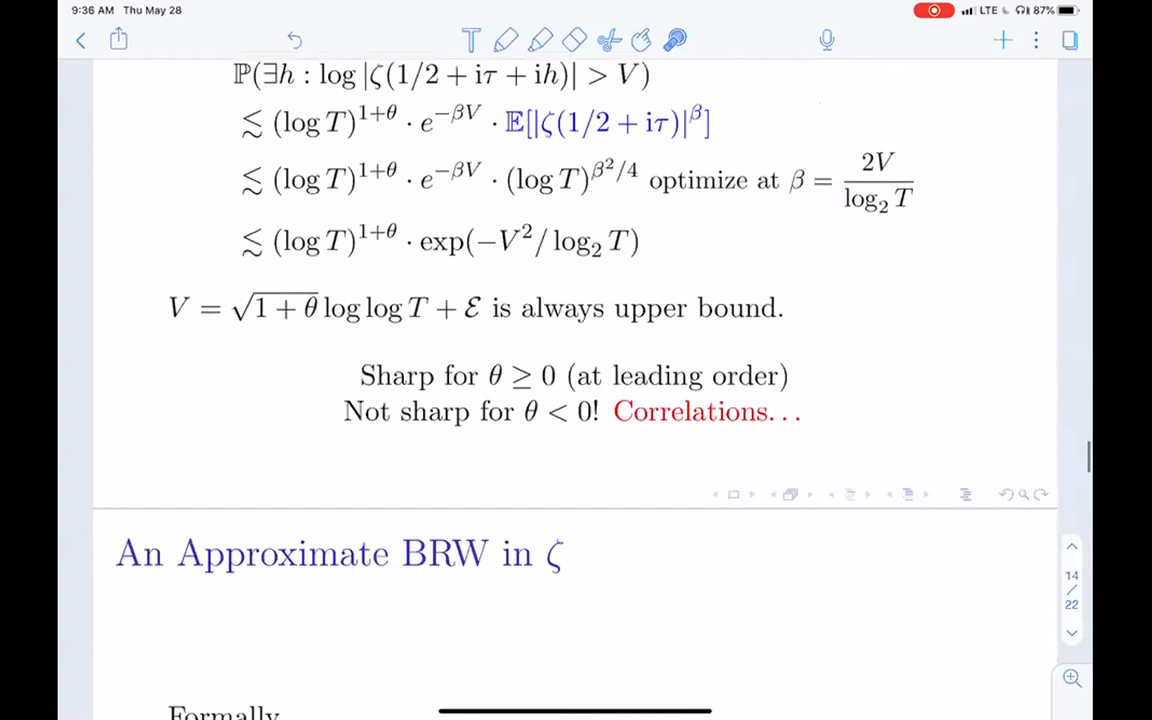 9:36 AM Thu May 28
LTE 87%
T
ℙ(∃h : log |ζ(1/2 + iτ + ih)| > V)
≲ (log T)^{1+θ} · e^{−βV} · 𝔼[|ζ(1/2 + iτ)|^β]
≲ (log T)^{1+θ} · e^{−βV} · (log T)^{β²/4} optimize at β = 2V / log₂ T
≲ (log T)^{1+θ} · exp(−V²/ log₂ T)
V = √(1 + θ) log log T + ℰ is always upper bound.
Sharp for θ ≥ 0 (at leading order)
Not sharp for θ < 0! Correlations. . .
An Approximate BRW in ζ
14
/
22
Formally